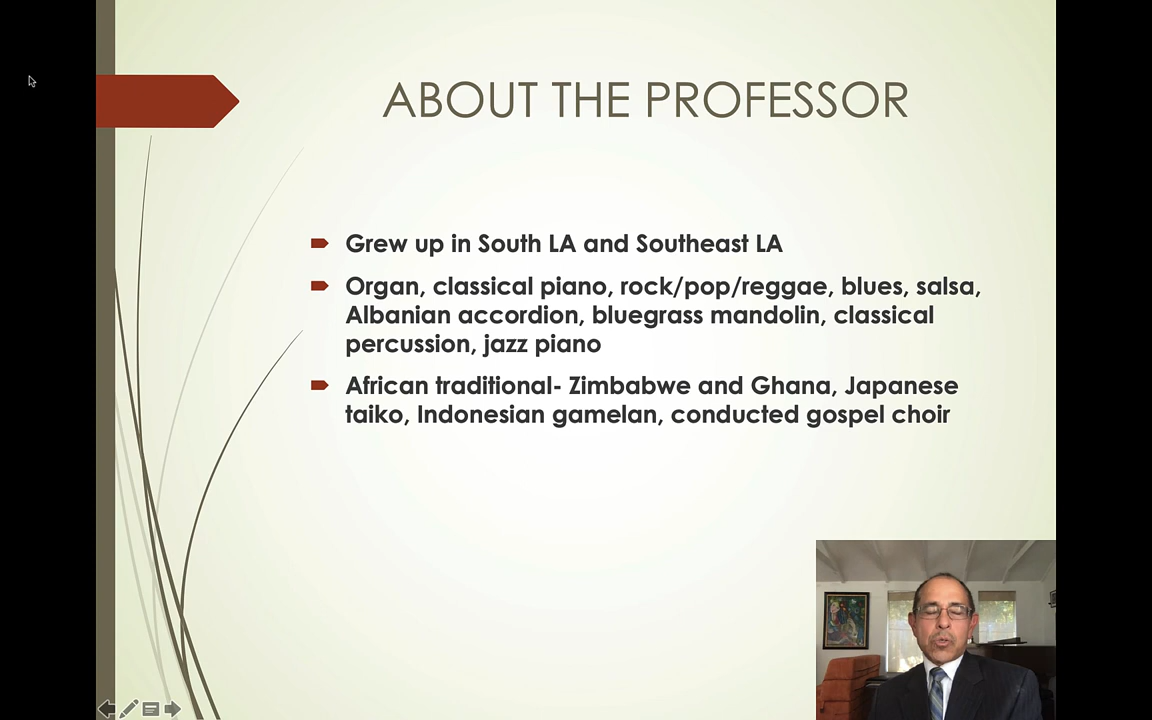 ABOUT THE PROFESSOR
Grew up in South LA and Southeast LA
Organ, classical piano, rock/pop/reggae, blues, salsa,
Albanian accordion, bluegrass mandolin, classical
percussion, jazz piano
African traditional- Zimbabwe and Ghana, Japanese
taiko, Indonesian gamelan, conducted gospel choir